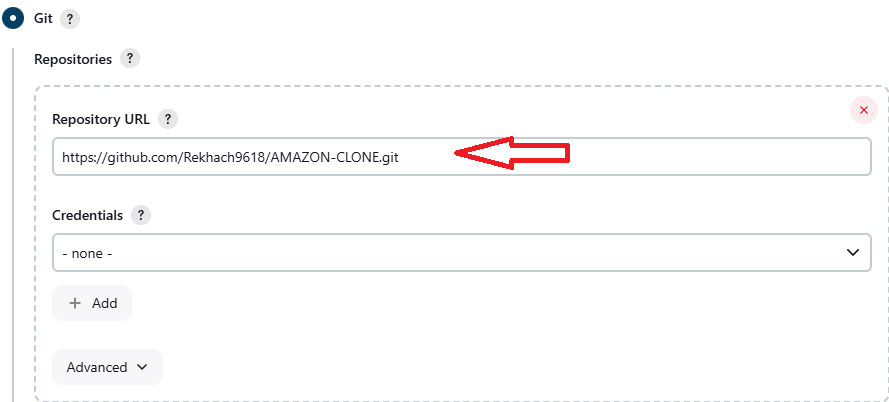 Git ?
Repositories ?
Repository URL ?
https://github.com/Rekhach9618/AMAZON-CLONE.git
Credentials ?
- none -
+ Add
Advanced